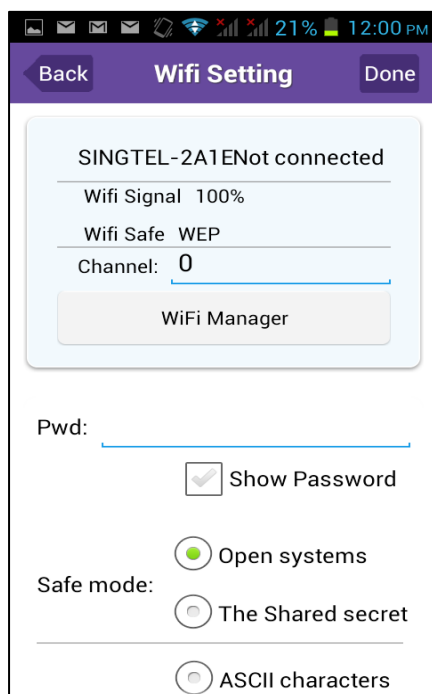 21% 12:00 PM
Back Wifi Setting Done
SINGTEL-2A1ENot connected
Wifi Signal 100%
Wifi Safe WEP
Channel: 0
WiFi Manager
Pwd:
Show Password
Open systems
Safe mode:
The Shared secret
ASCII characters